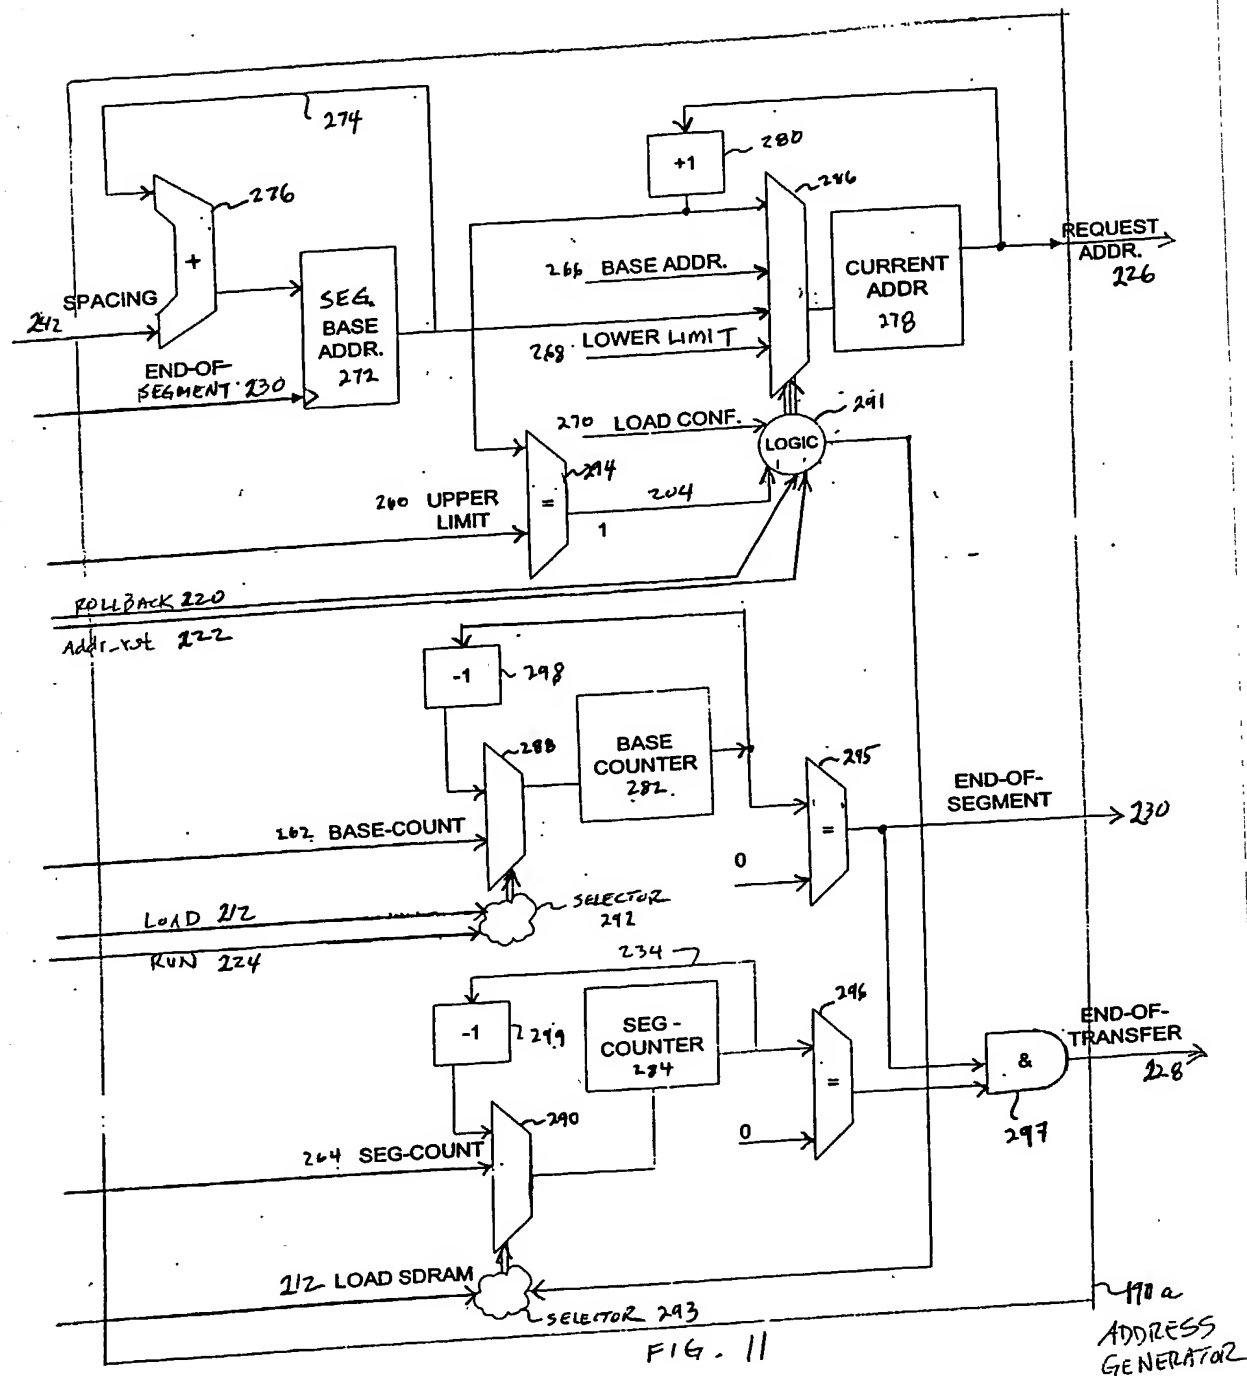 274
+1
280
276
286
+
SPACING
242
SEG.
BASE
ADDR.
272
266 BASE ADDR.
CURRENT
ADDR
278
REQUEST
ADDR.
226
268 LOWER LIMIT
END-OF-
SEGMENT 230
270 LOAD CONF.
291
LOGIC
294
=
204
1
260 UPPER
LIMIT
ROLLBACK 220
Addr_rst 222
-1
298
288
BASE
COUNTER
282
295
=
END-OF-
SEGMENT
230
262 BASE-COUNT
0
LOAD 212
RUN 224
SELECTOR
292
234
-1
299
SEG-
COUNTER
284
296
=
END-OF-
TRANSFER
228
&
297
290
0
264 SEG-COUNT
212 LOAD SDRAM
SELECTOR 293
190a
ADDRESS
GENERATOR
FIG. 11